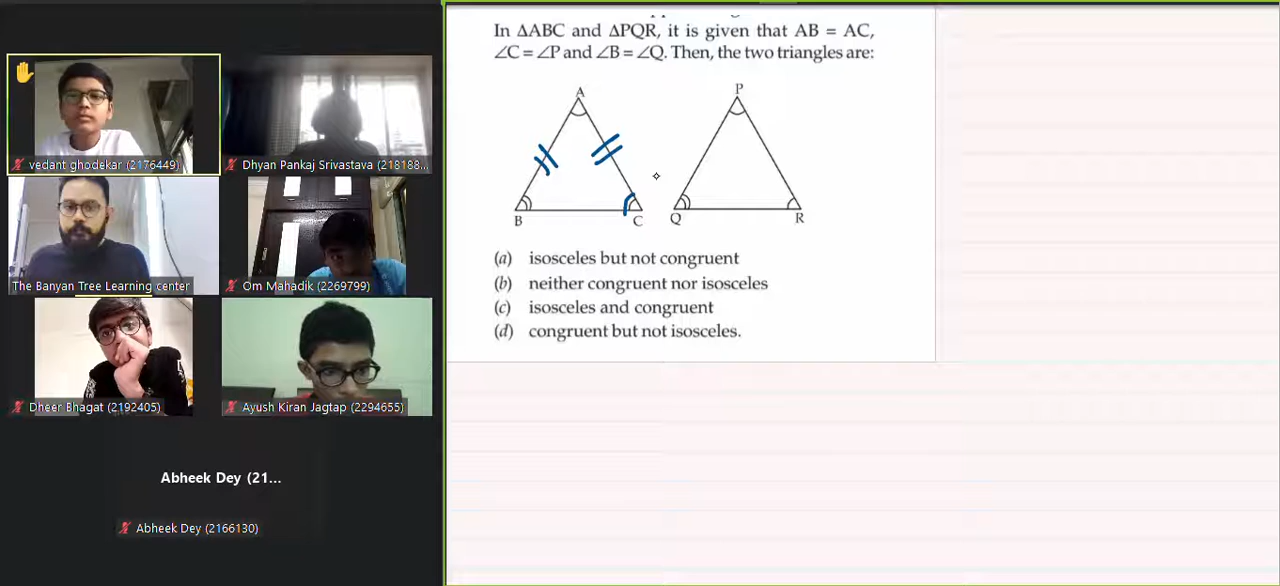 In ΔABC and ΔPQR, it is given that AB = AC,
∠C = ∠P and ∠B = ∠Q. Then, the two triangles are:
A
B
C
P
Q
R
(a) isosceles but not congruent
(b) neither congruent nor isosceles
(c) isosceles and congruent
(d) congruent but not isosceles.
vedant ghodekar (2176449)
Dhyan Pankaj Srivastava (218188...
The Banyan Tree Learning center
Om Mahadik (2269799)
Dheer Bhagat (2192405)
Ayush Kiran Jagtap (2294655)
Abheek Dey (21...
Abheek Dey (2166130)